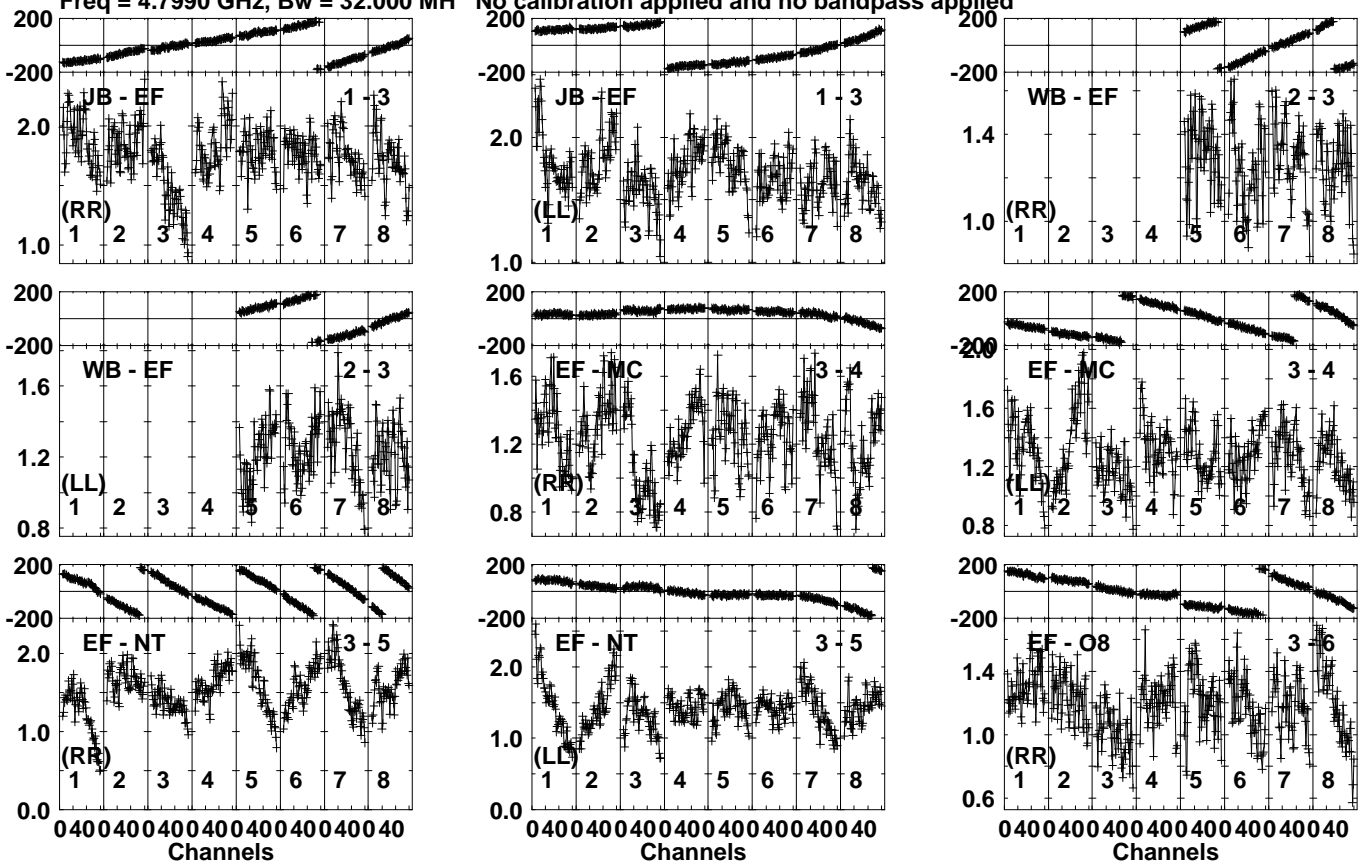 Freq = 4.7990 GHz, Bw = 32.000 MH No calibration applied and no bandpass applied
200
-200
JB - EF 1 - 3
2.0
(RR)
1.0
1 2 3 4 5 6 7 8
200
-200
JB - EF 1 - 3
2.0
(LL)
1.0
1 2 3 4 5 6 7 8
200
-200
WB - EF 2 - 3
1.4
(RR)
1.0
1 2 3 4 5 6 7 8
200
-200
WB - EF 2 - 3
1.6
1.2
(LL)
0.8
1 2 3 4 5 6 7 8
200
-200
EF - MC 3 - 4
1.6
1.2
(RR)
0.8
1 2 3 4 5 6 7 8
200
-200
2.0
EF - MC 3 - 4
1.6
1.2
(LL)
0.8
1 2 3 4 5 6 7 8
200
-200
EF - NT 3 - 5
2.0
1.0
(RR)
0.0
1 2 3 4 5 6 7 8
0 40 0 40 0 40 0 40 0 40 0 40 0 40 0 40
Channels
200
-200
EF - NT 3 - 5
2.0
1.0
(LL)
0.0
1 2 3 4 5 6 7 8
0 40 0 40 0 40 0 40 0 40 0 40 0 40 0 40
Channels
200
-200
EF - O8 3 - 6
1.4
1.0
(RR)
0.6
1 2 3 4 5 6 7 8
0 40 0 40 0 40 0 40 0 40 0 40 0 40 0 40
Channels